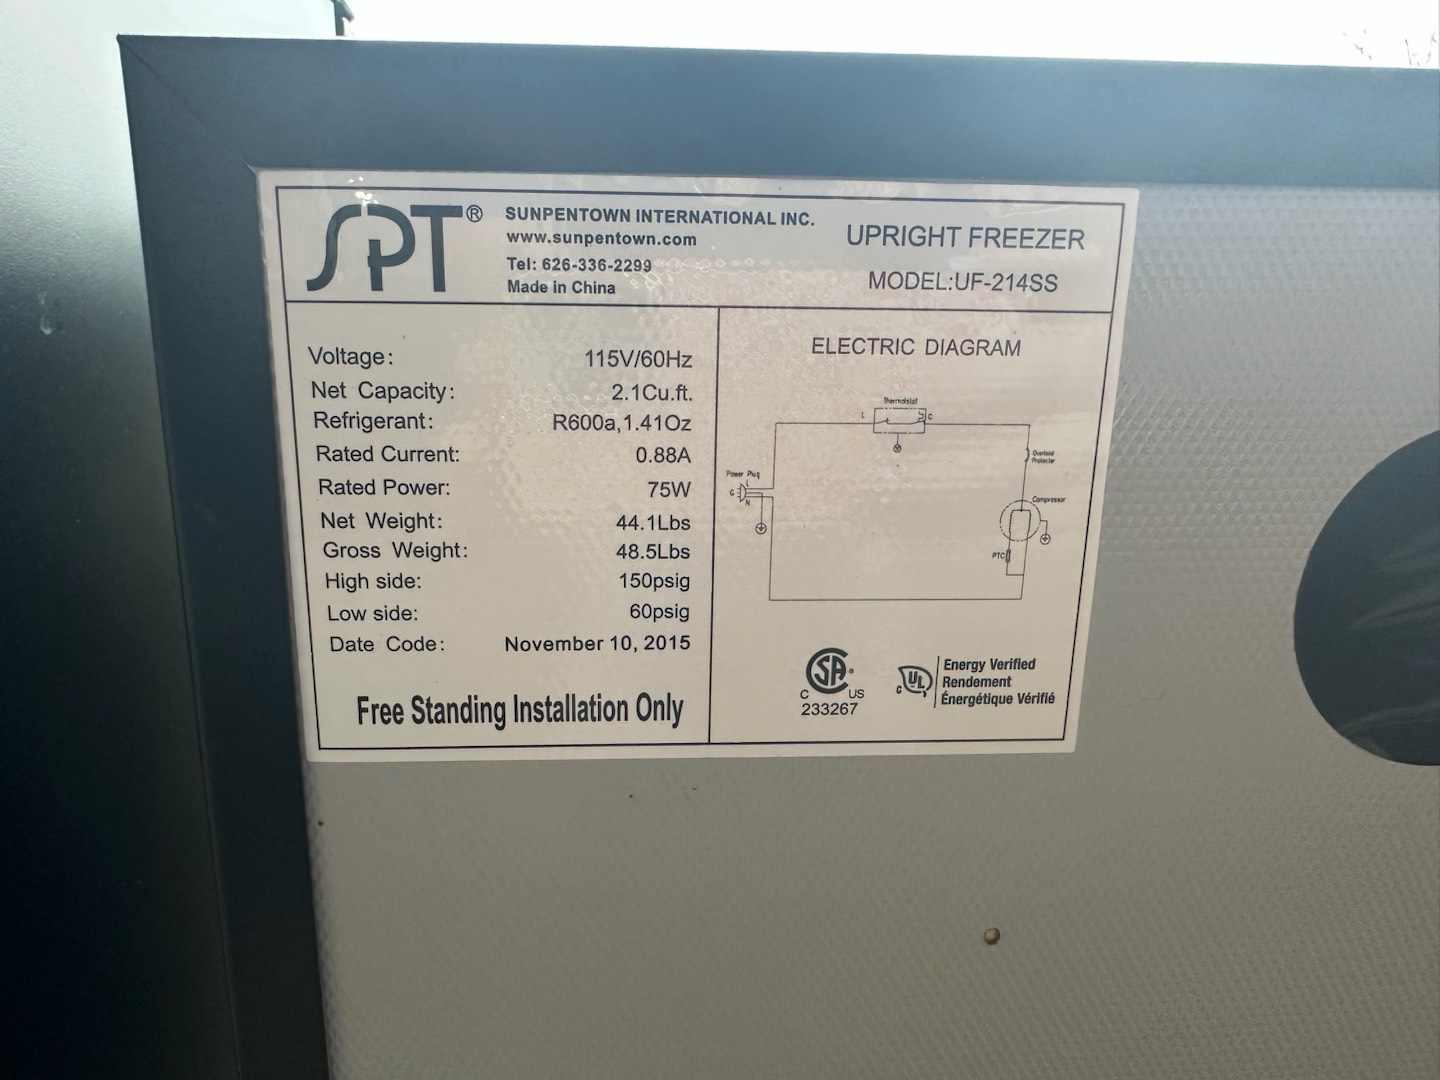 SPT®
SUNPENTOWN INTERNATIONAL INC.
www.sunpentown.com
Tel: 626-336-2299
Made in China
UPRIGHT FREEZER
MODEL:UF-214SS
Voltage: 115V/60Hz
Net Capacity: 2.1Cu.ft.
Refrigerant: R600a,1.41Oz
Rated Current: 0.88A
Rated Power: 75W
Net Weight: 44.1Lbs
Gross Weight: 48.5Lbs
High side: 150psig
Low side: 60psig
Date Code: November 10, 2015
Free Standing Installation Only
ELECTRIC DIAGRAM
Thermolstat
L C
Overload
Protector
Power Plug
L
G
N
Compressor
PTC
SA®
C US
233267
C UL
Energy Verified
Rendement
Énergétique Vérifié